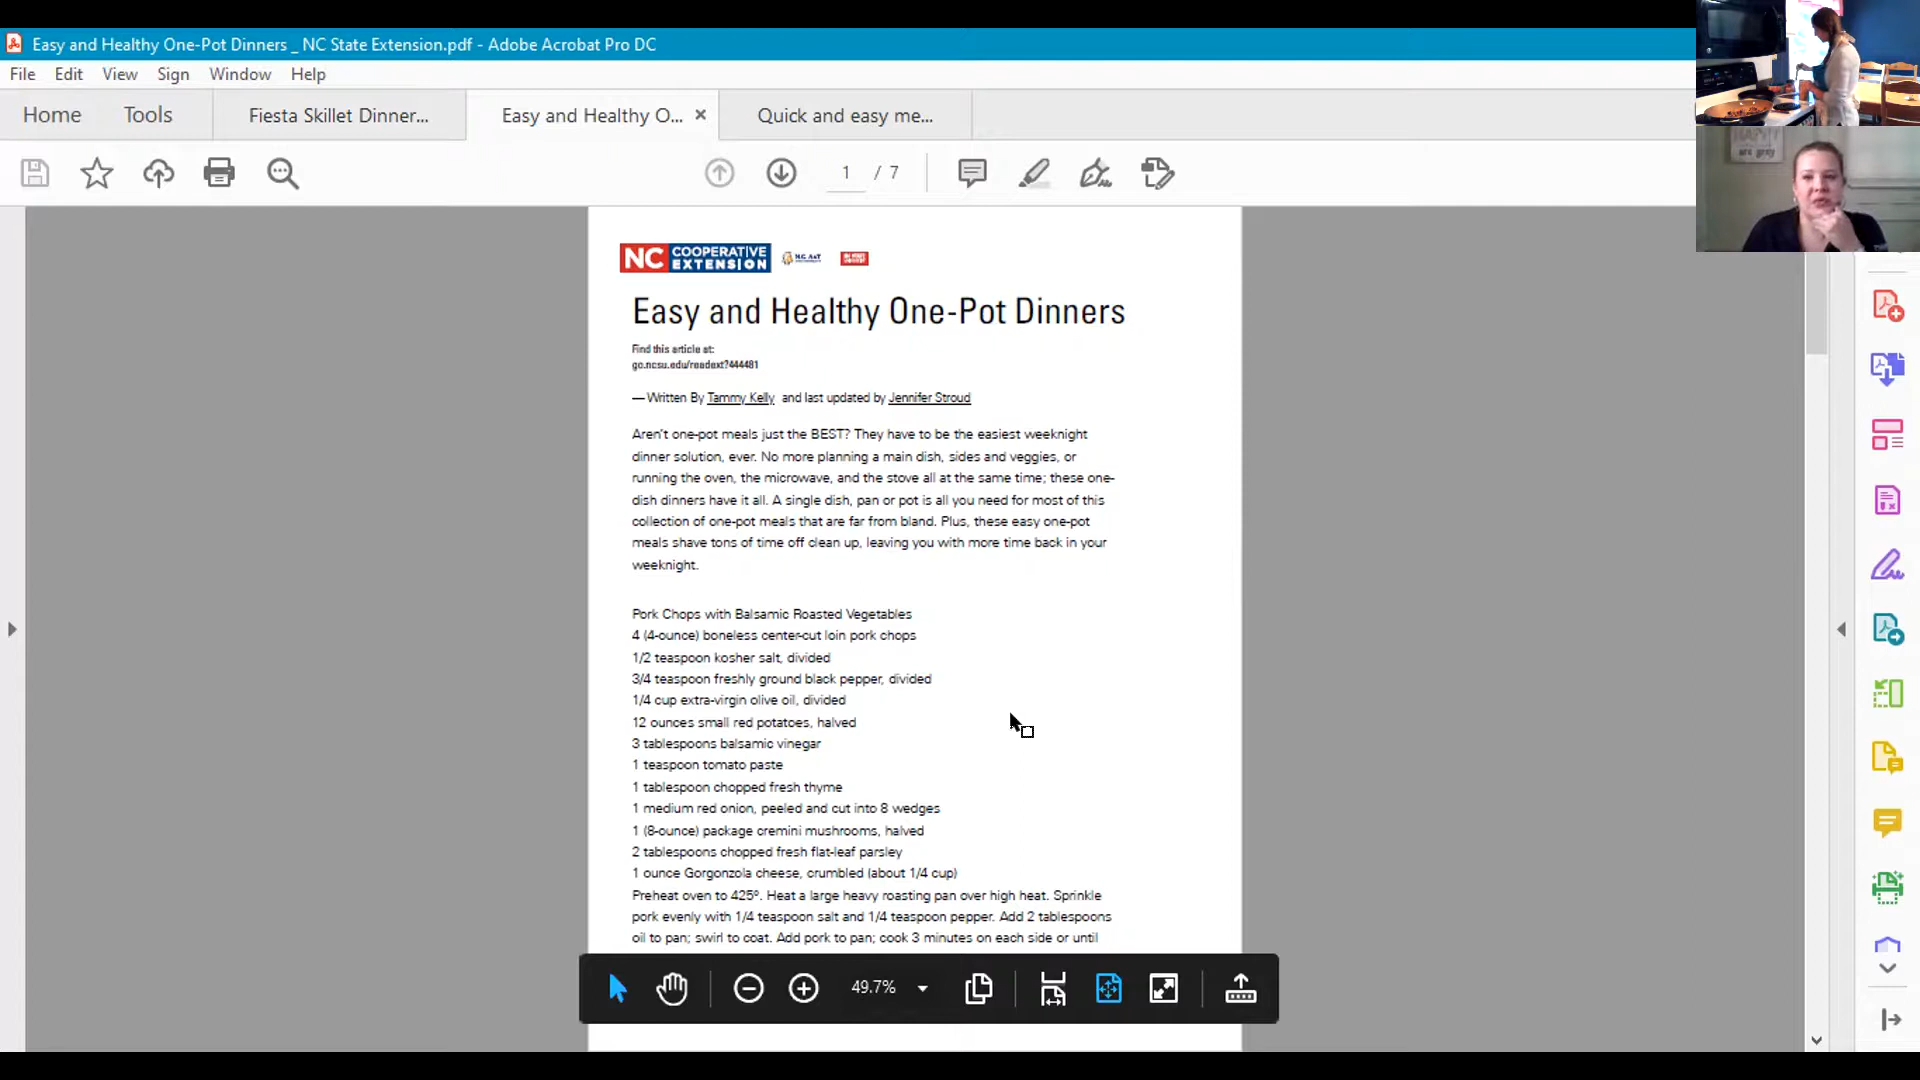 Easy and Healthy One-Pot Dinners _ NC State Extension.pdf - Adobe Acrobat Pro DC
File Edit View Sign Window Help
Home Tools Fiesta Skillet Dinner... Easy and Healthy O... × Quick and easy me...
1 / 7
NC COOPERATIVE EXTENSION
Easy and Healthy One-Pot Dinners
Find this article at:
go.ncsu.edu/readext?444481
— Written By Tammy Kelly and last updated by Jennifer Stroud
Aren't one-pot meals just the BEST? They have to be the easiest weeknight
dinner solution, ever. No more planning a main dish, sides and veggies, or
running the oven, the microwave, and the stove all at the same time; these one-
dish dinners have it all. A single dish, pan or pot is all you need for most of this
collection of one-pot meals that are far from bland. Plus, these easy one-pot
meals shave tons of time off clean up, leaving you with more time back in your
weeknight.
Pork Chops with Balsamic Roasted Vegetables
4 (4-ounce) boneless center-cut loin pork chops
1/2 teaspoon kosher salt, divided
3/4 teaspoon freshly ground black pepper, divided
1/4 cup extra-virgin olive oil, divided
12 ounces small red potatoes, halved
3 tablespoons balsamic vinegar
1 teaspoon tomato paste
1 tablespoon chopped fresh thyme
1 medium red onion, peeled and cut into 8 wedges
1 (8-ounce) package cremini mushrooms, halved
2 tablespoons chopped fresh flat-leaf parsley
1 ounce Gorgonzola cheese, crumbled (about 1/4 cup)
Preheat oven to 425º. Heat a large heavy roasting pan over high heat. Sprinkle
pork evenly with 1/4 teaspoon salt and 1/4 teaspoon pepper. Add 2 tablespoons
oil to pan; swirl to coat. Add pork to pan; cook 3 minutes on each side or until
49.7%